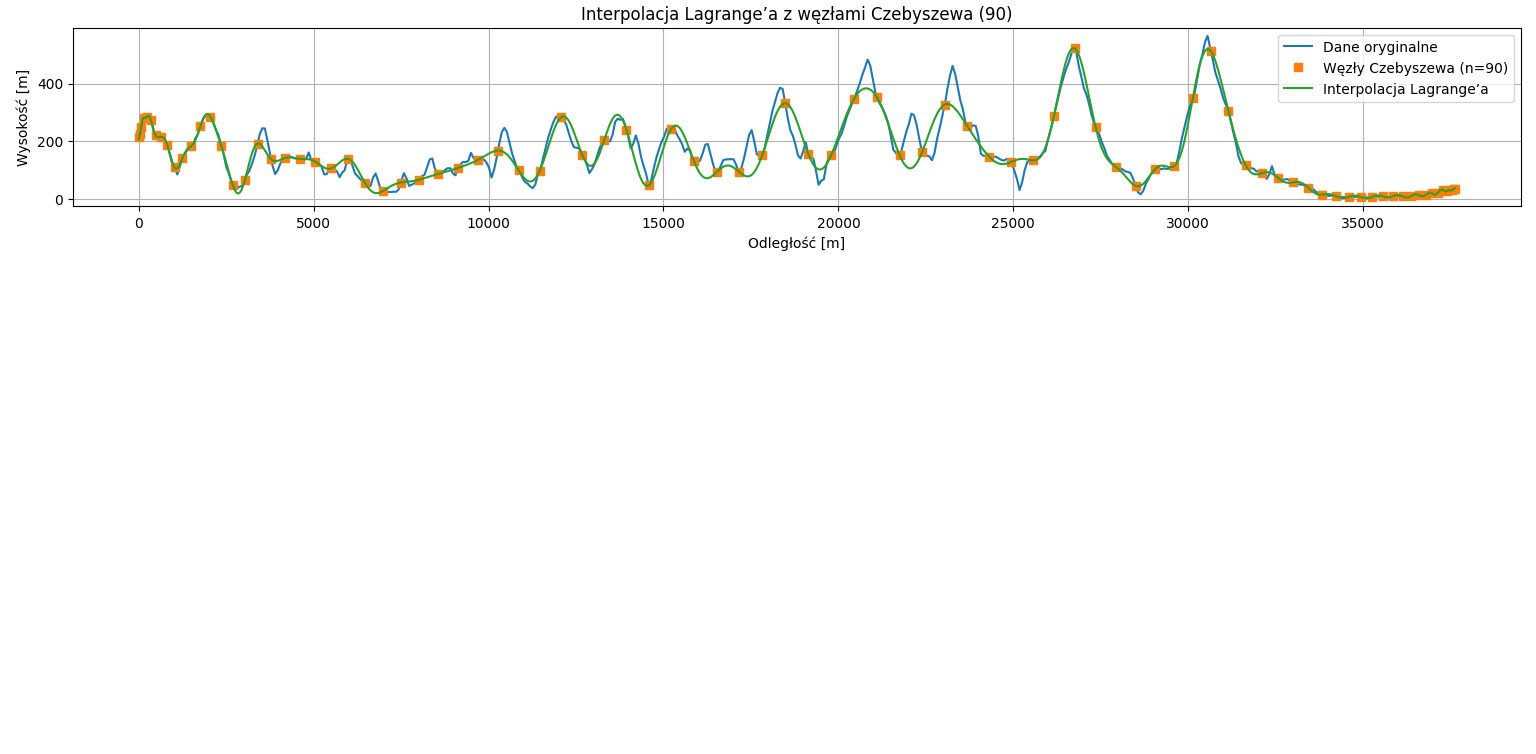 Interpolacja Lagrange’a z węzłami Czebyszewa (90)
Wysokość [m]
400
200
0
Dane oryginalne
Węzły Czebyszewa (n=90)
Interpolacja Lagrange’a
0 5000 10000 15000 20000 25000 30000 35000
Odległość [m]